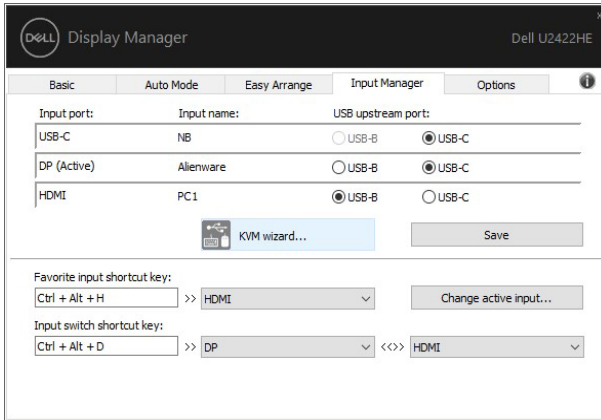 DELL Display Manager Dell U2422HE
Basic Auto Mode Easy Arrange Input Manager Options i
Input port: Input name: USB upstream port:
USB-C NB USB-B USB-C
DP (Active) Alienware USB-B USB-C
HDMI PC1 USB-B USB-C
KVM wizard... Save
Favorite input shortcut key:
Ctrl + Alt + H >> HDMI Change active input...
Input switch shortcut key:
Ctrl + Alt + D >> DP <<>> HDMI